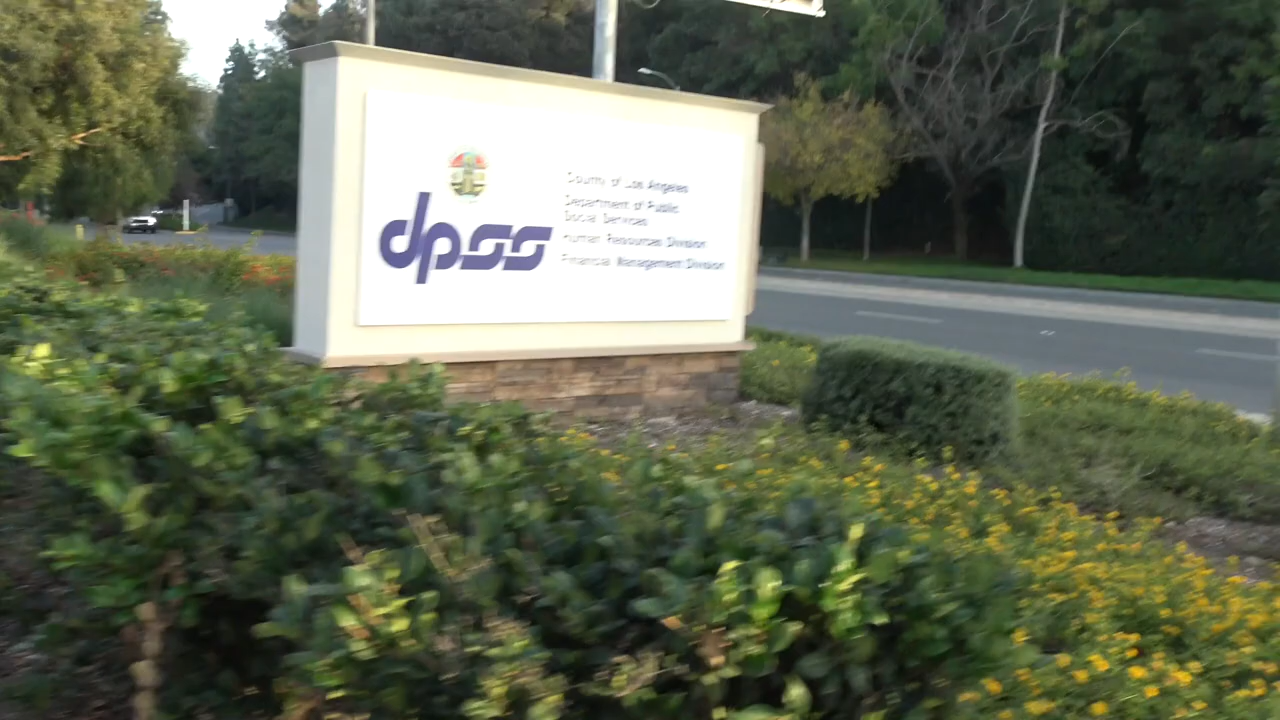 dpss
County of Los Angeles
Department of Public
Social Services
Human Resources Division
Financial Management Division